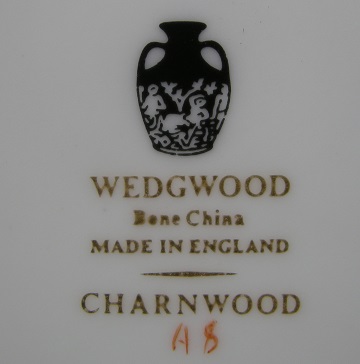 WEDGWOOD
Bone China
MADE IN ENGLAND
CHARNWOOD
A8